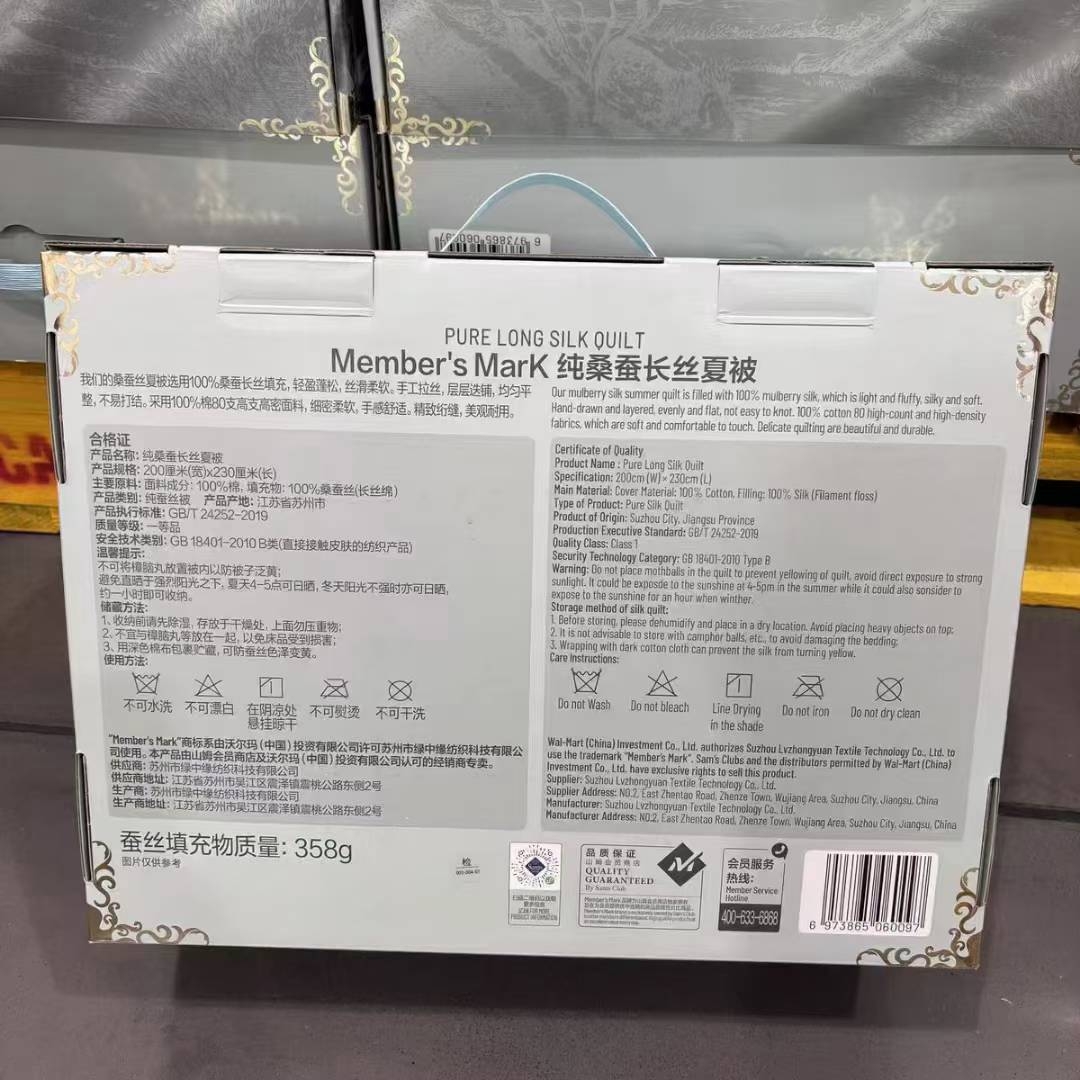 6 973865 060097
PURE LONG SILK QUILT
Member's MarK 纯桑蚕长丝夏被
我们的桑蚕丝夏被选用100%桑蚕长丝填充，轻盈蓬松，丝滑柔软。手工拉丝，层层迭铺，均匀平
整，不易打结。采用100%棉80支高支高密面料，细密柔软，手感舒适。精致绗缝，美观耐用。
Our mulberry silk summer quilt is filled with 100% mulberry silk, which is light and fluffy, silky and soft.
Hand-drawn and layered, evenly and flat, not easy to knot. 100% cotton 80 high-count and high-density
fabrics, which are soft and comfortable to touch. Delicate quilting are beautiful and durable.
合格证
产品名称：纯桑蚕长丝夏被
产品规格：200厘米(宽)x230厘米(长)
主要原料：面料成分：100%棉，填充物：100%桑蚕丝(长丝绵)
产品类别：纯蚕丝被 产品产地：江苏省苏州市
产品执行标准：GB/T 24252-2019
质量等级：一等品
安全技术类别：GB 18401-2010 B类(直接接触皮肤的纺织产品)
温馨提示：
不可将樟脑丸放置被内以防被子泛黄；
避免直晒于强烈阳光之下，夏天4-5点可日晒，冬天阳光不强时亦可日晒，
约一小时即可收纳。
储藏方法：
1、收纳前请先除湿，存放于干燥处，上面勿压重物；
2、不宜与樟脑丸等放在一起，以免床品受到损害；
3、用深色棉布包裹贮藏，可防蚕丝色泽变黄。
使用方法：
不可水洗 不可漂白 在阴凉处 不可熨烫 不可干洗
悬挂晾干
"Member's Mark"商标系由沃尔玛（中国）投资有限公司许可苏州市绿中缘纺织科技有限公
司使用。本产品由山姆会员商店及沃尔玛（中国）投资有限公司认可的经销商专卖。
供应商：苏州市绿中缘纺织科技有限公司
供应商地址：江苏省苏州市吴江区震泽镇震桃公路东侧2号
生产商：苏州市绿中缘纺织科技有限公司
生产商地址：江苏省苏州市吴江区震泽镇震桃公路东侧2号
Certificate of Quality
Product Name : Pure Long Silk Quilt
Specification: 200cm (W)× 230cm (L)
Main Material: Cover Material: 100% Cotton. Filling: 100% Silk (Filament floss)
Type of Product: Pure Silk Quilt
Product of Origin: Suzhou City, Jiangsu Province
Production Executive Standard: GB/T 24252-2019
Quality Class: Class 1
Security Technology Category: GB 18401-2010 Type B
Warning: Do not place mothballs in the quilt to prevent yellowing of quilt, avoid direct exposure to strong
sunlight. It could be exposde to the sunshine at 4-5pm in the summer while it could also sonsider to
expose to the sunshine for an hour when winther.
Storage method of silk quilt:
1. Before storing, please dehumidify and place in a dry location. Avoid placing heavy objects on top;
2. It is not advisable to store with camphor balls, etc., to avoid damaging the bedding;
3. Wrapping with dark cotton cloth can prevent the silk from turning yellow.
Care Instructions:
Do not Wash Do not bleach Line Drying Do not iron Do not dry clean
in the shade
Wal-Mart (China) Investment Co., Ltd. authorizes Suzhou Lvzhongyuan Textile Technology Co., Ltd. to
use the trademark "Member's Mark". Sam's Clubs and the distributors permitted by Wal-Mart (China)
Investment Co., Ltd. have exclusive rights to sell this product.
Supplier: Suzhou Lvzhongyuan Textile Technology Co., Ltd.
Supplier Address: NO.2, East Zhentao Road, Zhenze Town, Wujiang Area, Suzhou City, Jiangsu, China
Manufacturer: Suzhou Lvzhongyuan Textile Technology Co., Ltd.
Manufacturer Address: NO.2, East Zhentao Road, Zhenze Town, Wujiang Area, Suzhou City, Jiangsu, China
蚕丝填充物质量：358g
图片仅供参考
检
品质保证
山姆会员商店
QUALITY
GUARANTEED
By Sam's Club
会员服务
热线：
Member Service
Hotline
400-633-6868
6 973865 060097